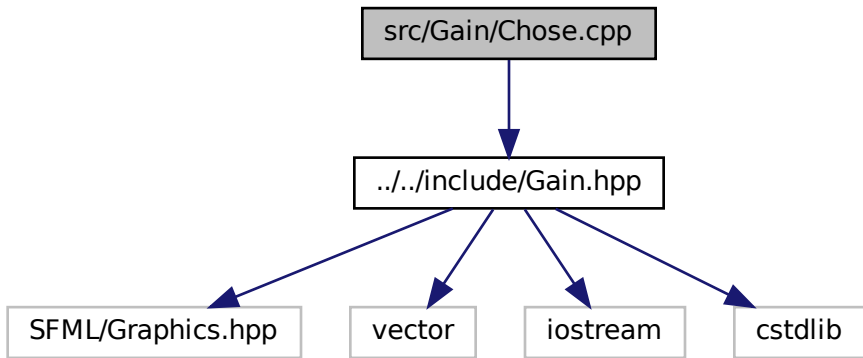 src/Gain/Chose.cpp
../../include/Gain.hpp
SFML/Graphics.hpp
vector
iostream
cstdlib